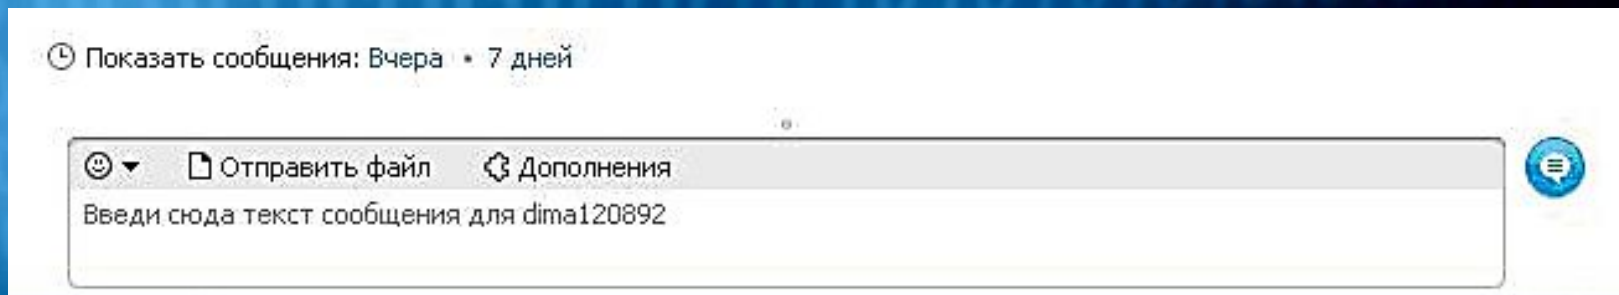 Показать сообщения: Вчера • 7 дней
Отправить файл Дополнения
Введи сюда текст сообщения для dima120892